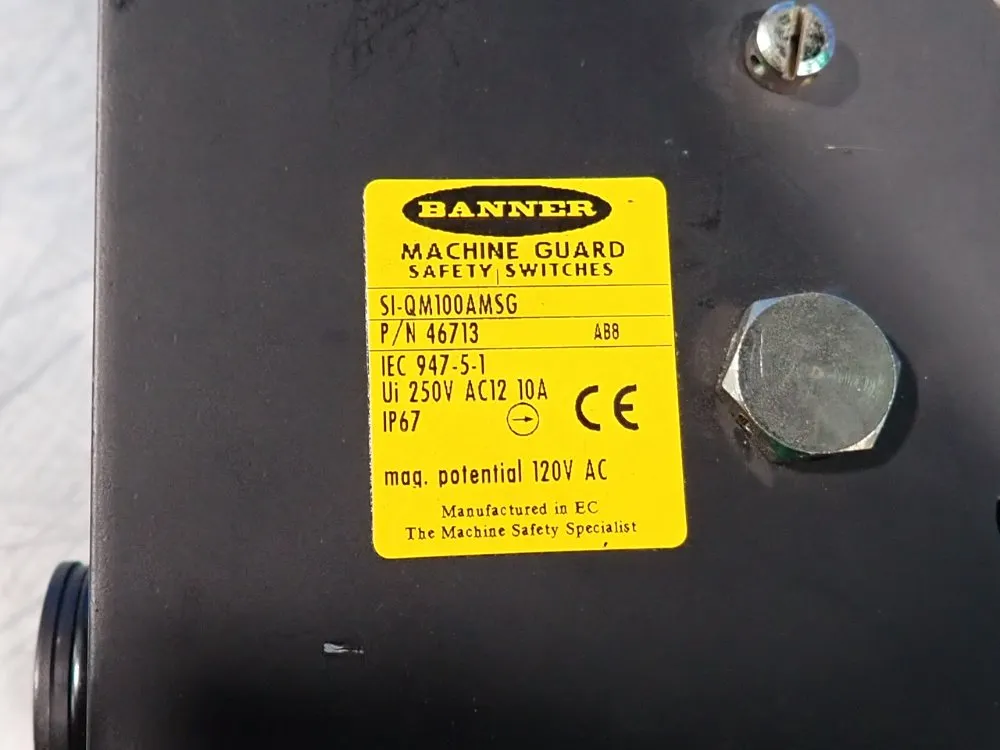 BANNER
MACHINE GUARD
SAFETY SWITCHES
SI-QM100AMSG
P/N 46713 AB8
IEC 947-5-1
Ui 250V AC12 10A
IP67
CE
mag. potential 120V AC
Manufactured in EC
The Machine Safety Specialist